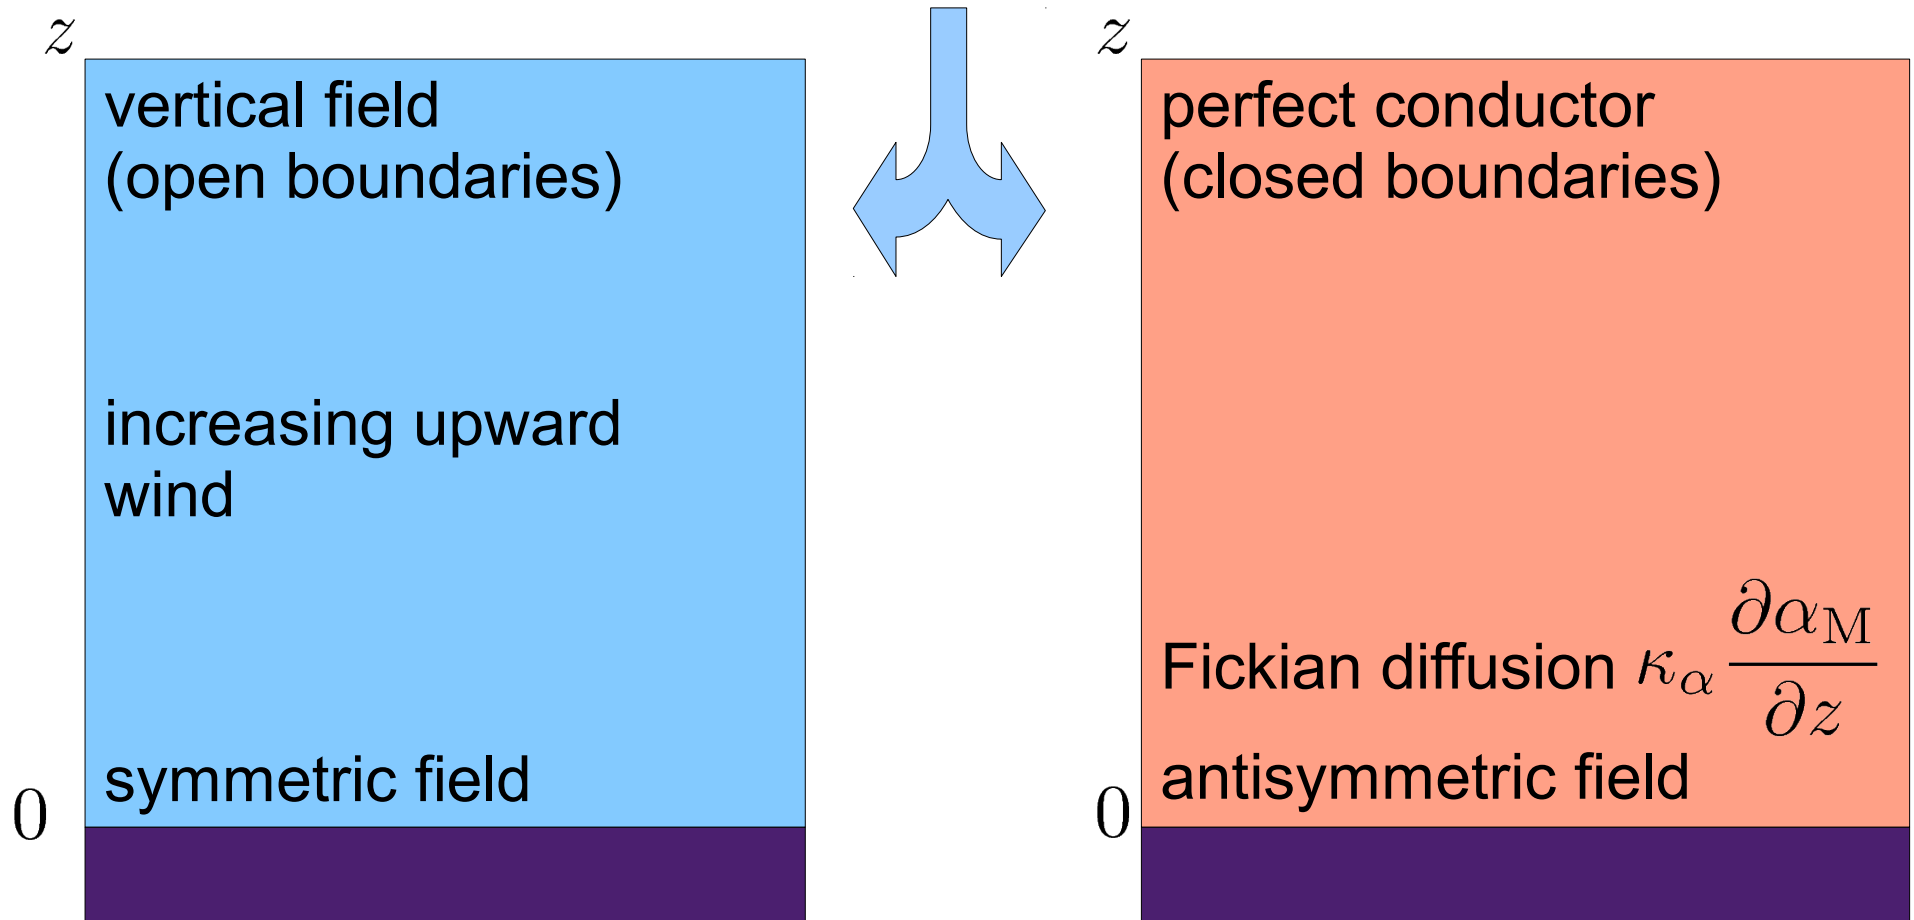 z
vertical field
(open boundaries)
increasing upward
wind
symmetric field
0
z
perfect conductor
(closed boundaries)
Fickian diffusion κ_α ∂α_M/∂z
antisymmetric field
0